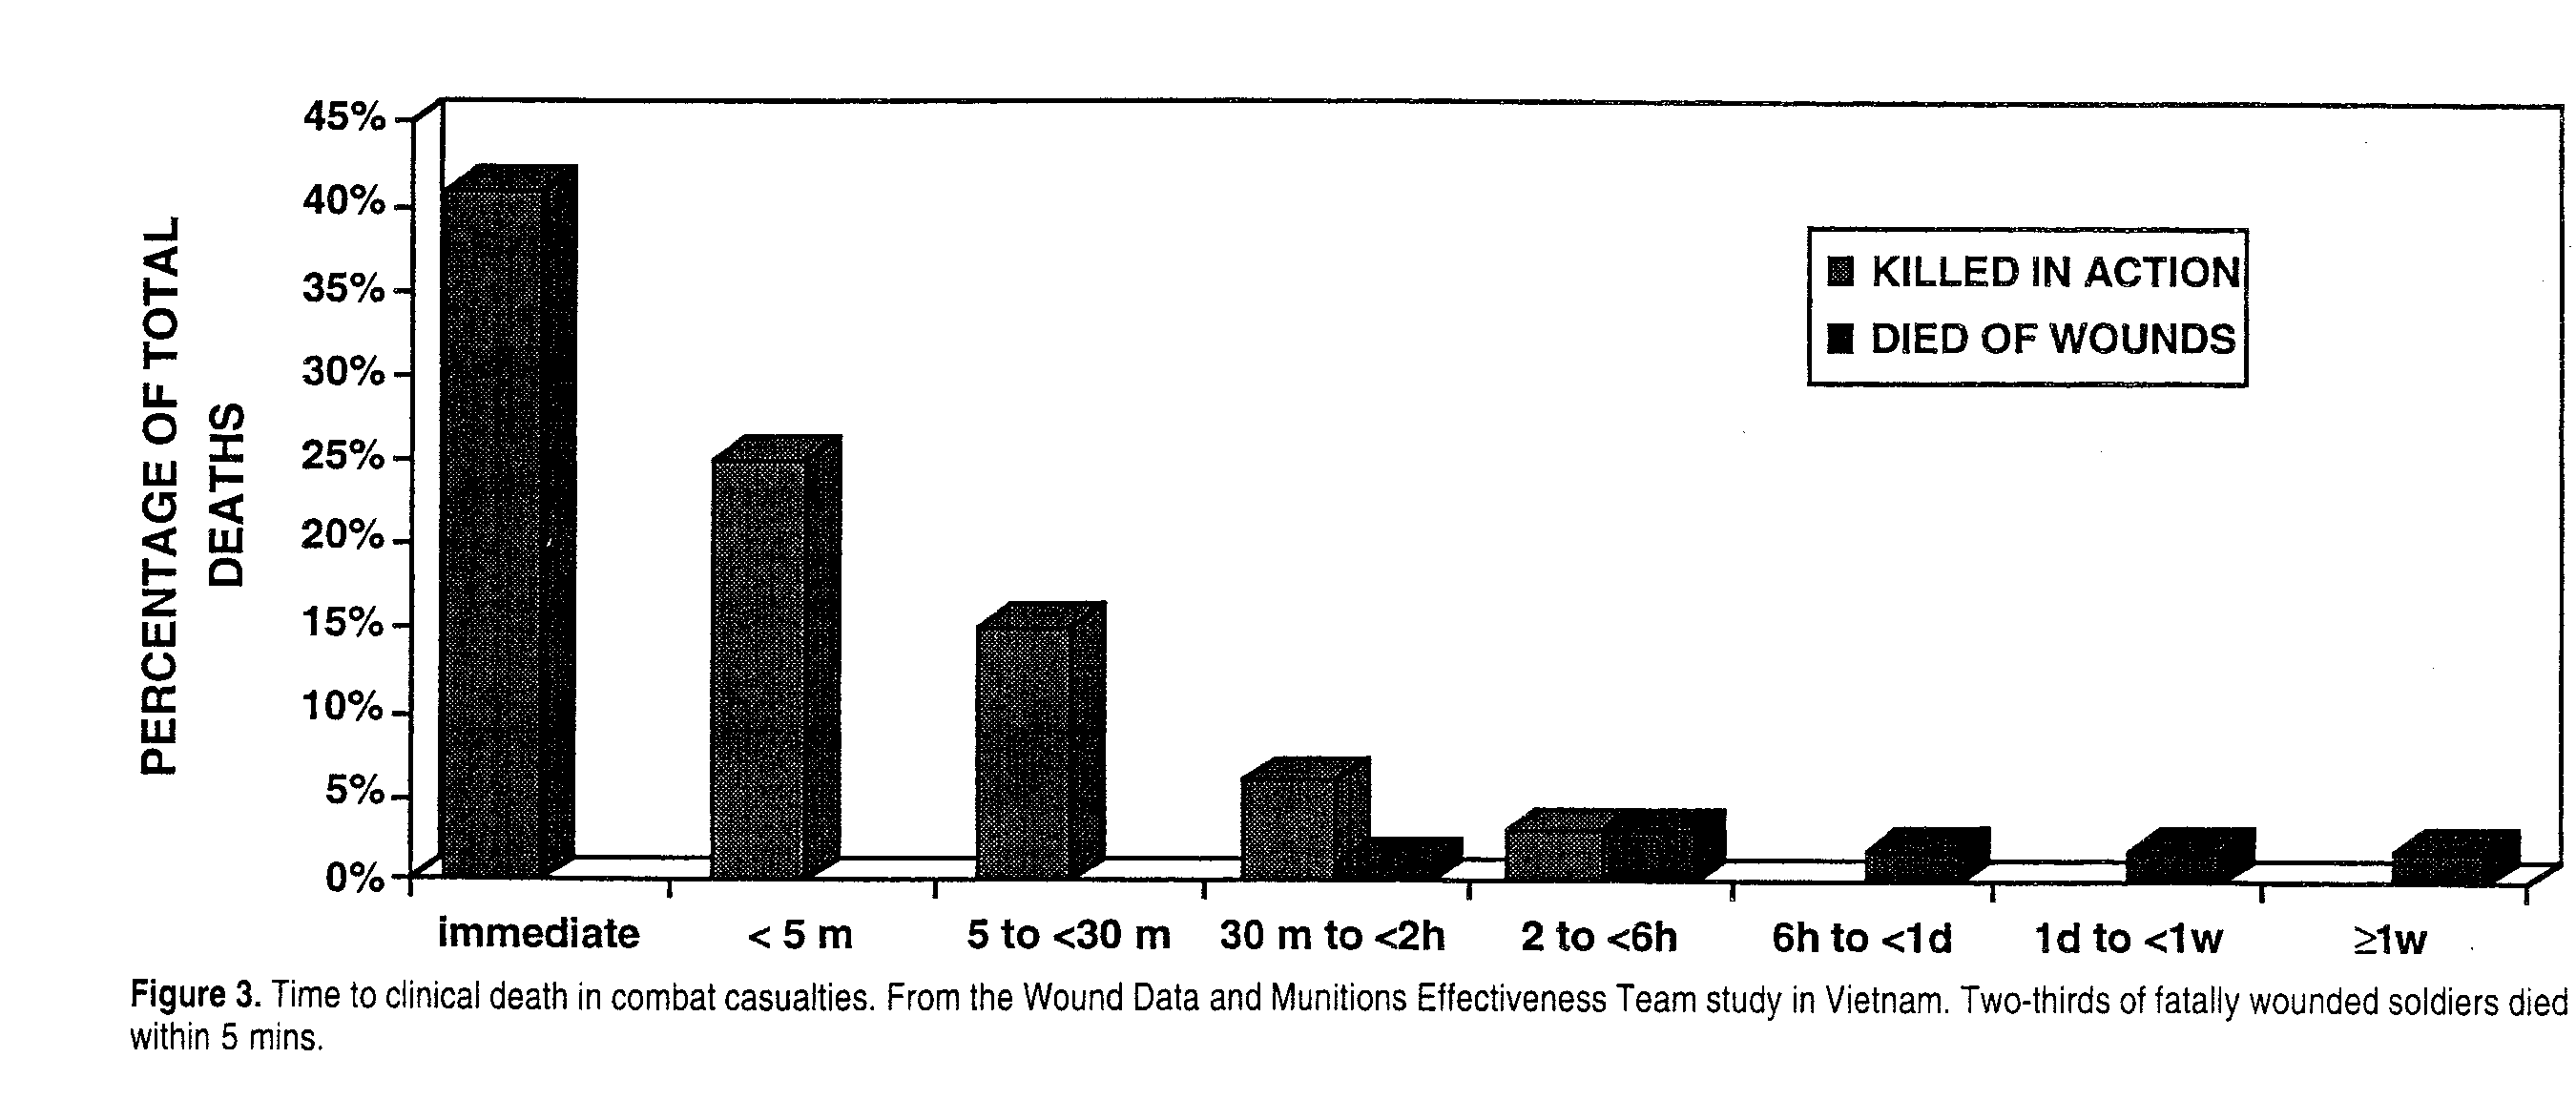 45%
40%
35%
30%
25%
20%
15%
10%
5%
0%
PERCENTAGE OF TOTAL
DEATHS
KILLED IN ACTION
DIED OF WOUNDS
immediate
< 5 m
5 to <30 m
30 m to <2h
2 to <6h
6h to <1d
1d to <1w
≥1w
Figure 3. Time to clinical death in combat casualties. From the Wound Data and Munitions Effectiveness Team study in Vietnam. Two-thirds of fatally wounded soldiers died
within 5 mins.